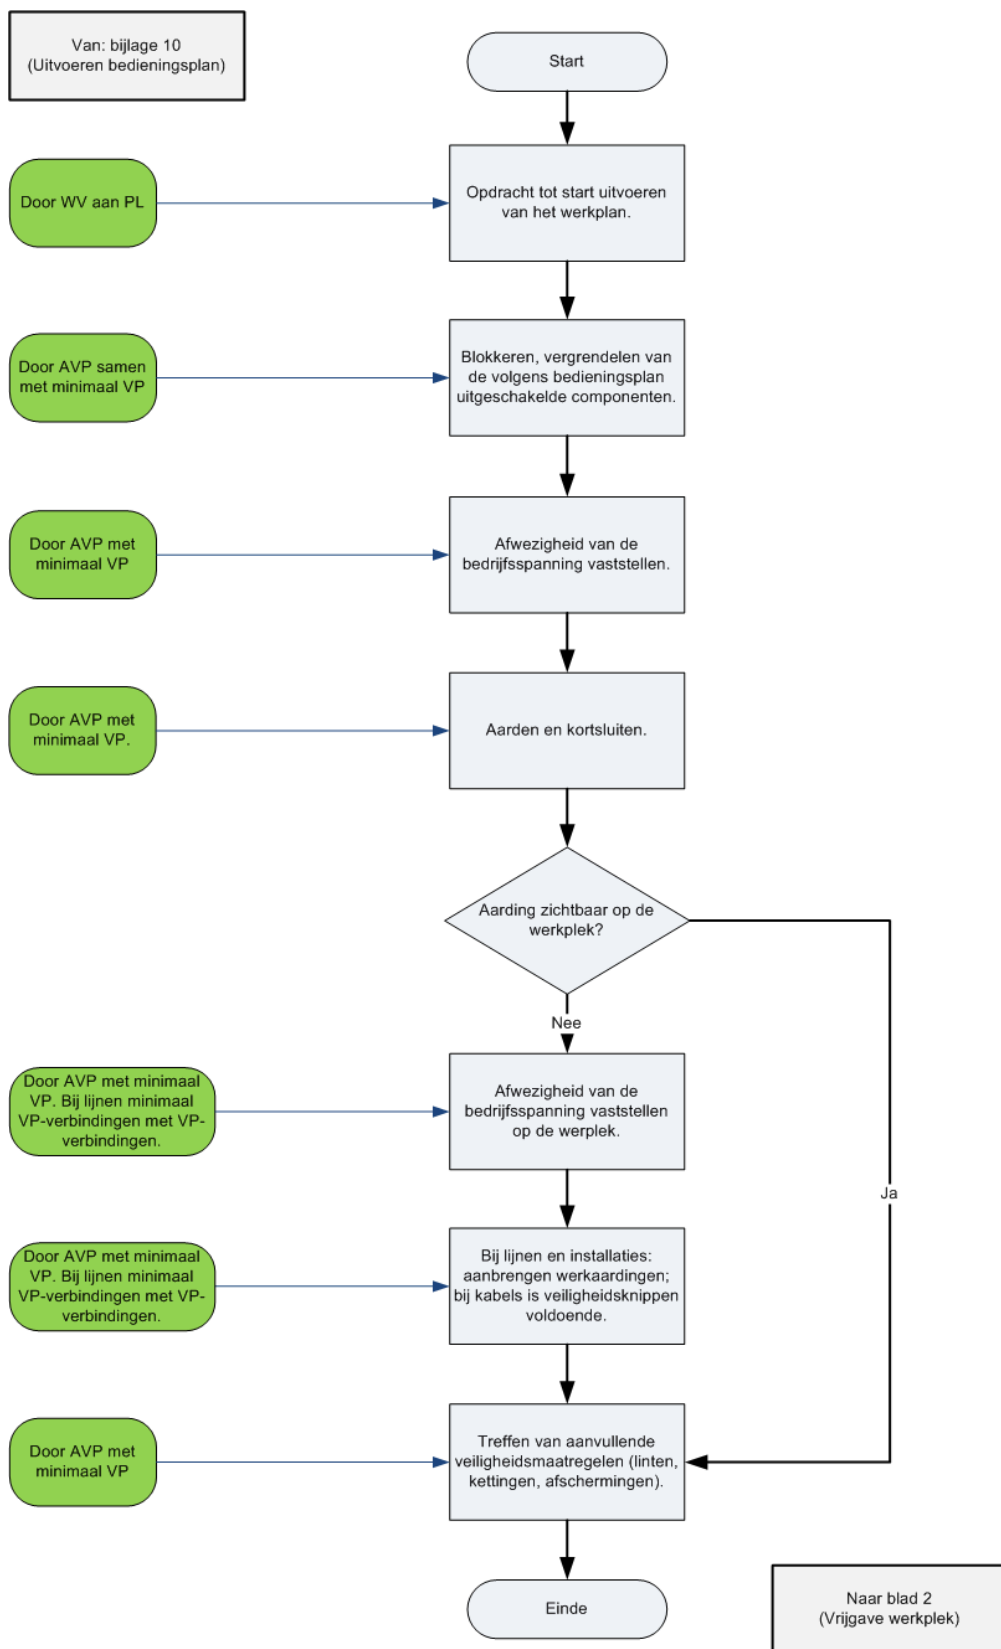 Van: bijlage 10
(Uitvoeren bedieningsplan)
Start
Door WV aan PL
Opdracht tot start uitvoeren
van het werkplan.
Door AVP samen
met minimaal VP
Blokkeren, vergrendelen van
de volgens bedieningsplan
uitgeschakelde componenten.
Door AVP met
minimaal VP
Afwezigheid van de
bedrijfsspanning vaststellen.
Door AVP met
minimaal VP.
Aarden en kortsluiten.
Aarding zichtbaar op de
werkplek?
Nee
Ja
Door AVP met minimaal
VP. Bij lijnen minimaal
VP-verbindingen met VP-
verbindingen.
Afwezigheid van de
bedrijfsspanning vaststellen
op de werplek.
Door AVP met minimaal
VP. Bij lijnen minimaal
VP-verbindingen met VP-
verbindingen.
Bij lijnen en installaties:
aanbrengen werkaardingen;
bij kabels is veiligheidsknippen
voldoende.
Door AVP met
minimaal VP
Treffen van aanvullende
veiligheidsmaatregelen (linten,
kettingen, afschermingen).
Einde
Naar blad 2
(Vrijgave werkplek)